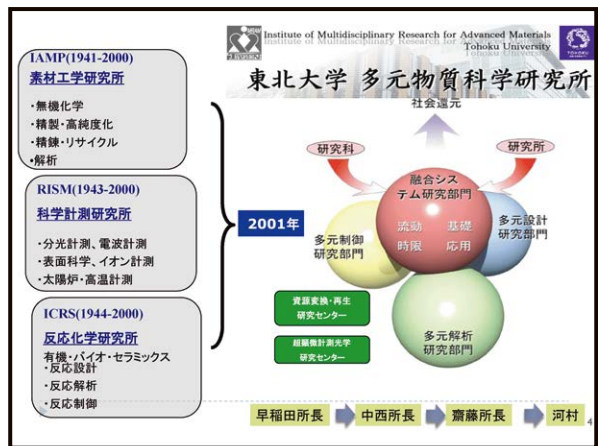 Institute of Multidisciplinary Research for Advanced Materials
Tohoku University
東北大学 多元物質科学研究所
IAMP(1941-2000)
素材工学研究所
・無機化学
・精製・高純度化
・精錬・リサイクル
・解析
RISM(1943-2000)
科学計測研究所
・分光計測、電波計測
・表面科学、イオン計測
・太陽炉・高温計測
ICRS(1944-2000)
反応化学研究所
有機・バイオ・セラミックス
・反応設計
・反応解析
・反応制御
2001年
社会還元
研究科
研究所
融合シス
テム研究部門
流動 基礎
時限 応用
多元制御
研究部門
多元設計
研究部門
多元解析
研究部門
資源変換・再生
研究センター
超顕微計測光学
研究センター
早稲田所長
中西所長
齋藤所長
河村
4